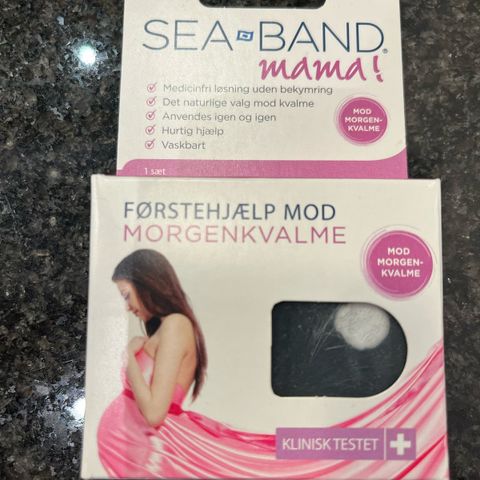 SEA BAND®
mama!
Medicinfri løsning uden bekymring
Det naturlige valg mod kvalme
Anvendes igen og igen
Hurtig hjælp
Vaskbart
MOD
MORGEN-
KVALME
1 sæt
FØRSTEHJÆLP MOD
MORGENKVALME
MOD
MORGEN-
KVALME
KLINISK TESTET